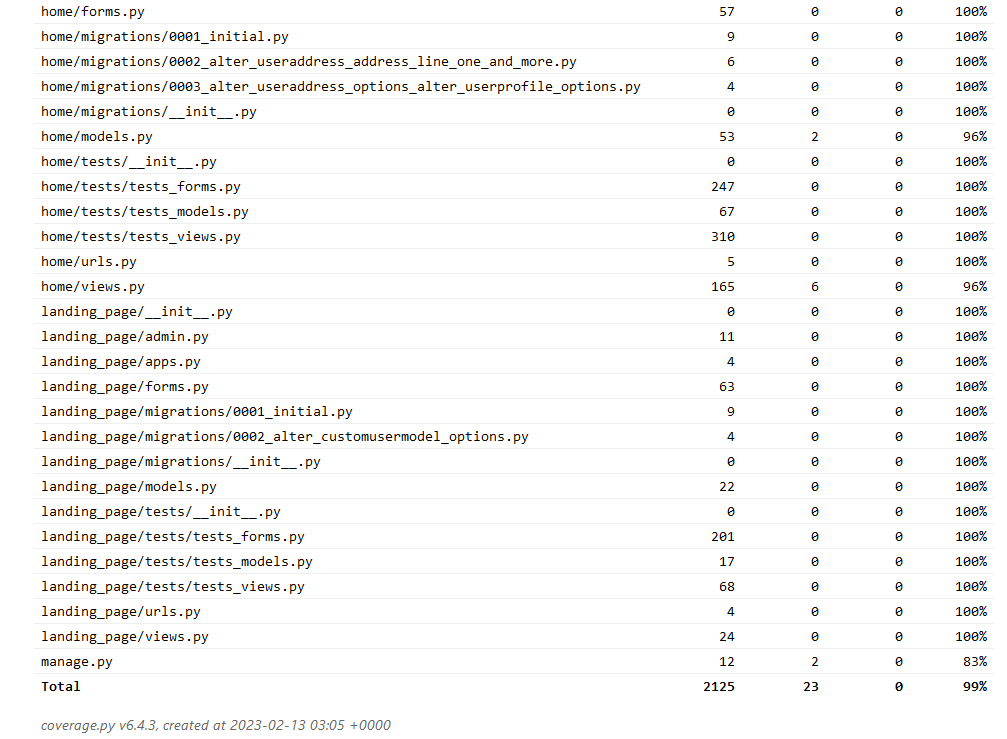 home/forms.py 57 0 0 100%
home/migrations/0001_initial.py 9 0 0 100%
home/migrations/0002_alter_useraddress_address_line_one_and_more.py 6 0 0 100%
home/migrations/0003_alter_useraddress_options_alter_userprofile_options.py 4 0 0 100%
home/migrations/__init__.py 0 0 0 100%
home/models.py 53 2 0 96%
home/tests/__init__.py 0 0 0 100%
home/tests/tests_forms.py 247 0 0 100%
home/tests/tests_models.py 67 0 0 100%
home/tests/tests_views.py 310 0 0 100%
home/urls.py 5 0 0 100%
home/views.py 165 6 0 96%
landing_page/__init__.py 0 0 0 100%
landing_page/admin.py 11 0 0 100%
landing_page/apps.py 4 0 0 100%
landing_page/forms.py 63 0 0 100%
landing_page/migrations/0001_initial.py 9 0 0 100%
landing_page/migrations/0002_alter_customusermodel_options.py 4 0 0 100%
landing_page/migrations/__init__.py 0 0 0 100%
landing_page/models.py 22 0 0 100%
landing_page/tests/__init__.py 0 0 0 100%
landing_page/tests/tests_forms.py 201 0 0 100%
landing_page/tests/tests_models.py 17 0 0 100%
landing_page/tests/tests_views.py 68 0 0 100%
landing_page/urls.py 4 0 0 100%
landing_page/views.py 24 0 0 100%
manage.py 12 2 0 83%
Total 2125 23 0 99%
coverage.py v6.4.3, created at 2023-02-13 03:05 +0000